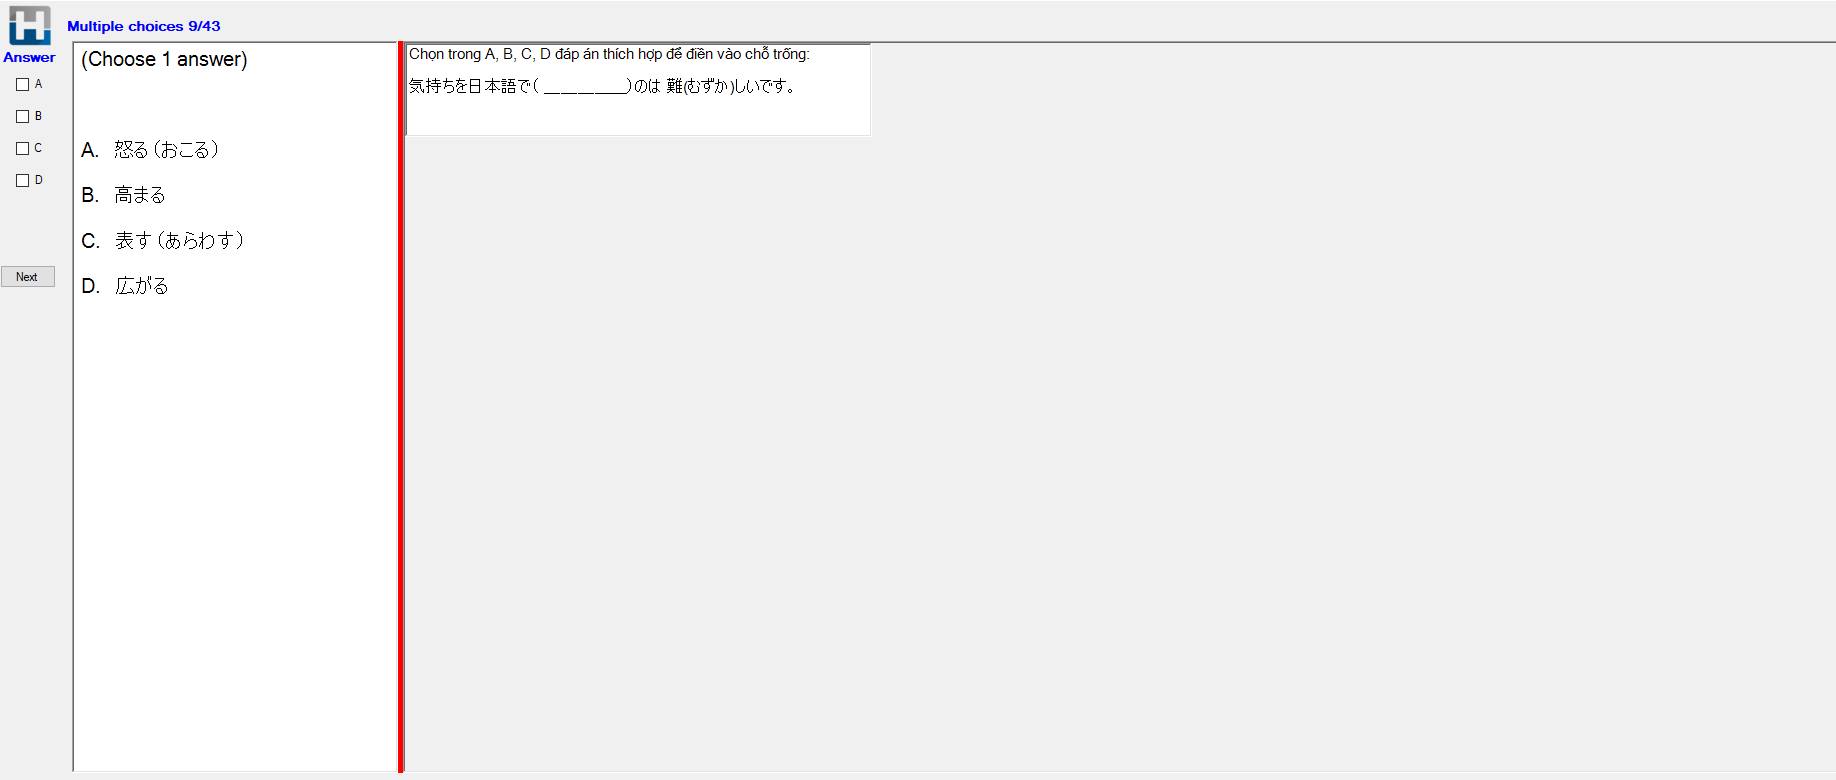 Multiple choices 9/43
Answer
A
B
C
D
Next
(Choose 1 answer)
A. 怒る（おこる）
B. 高まる
C. 表す（あらわす）
D. 広がる
Chọn trong A, B, C, D đáp án thích hợp để điền vào chỗ trống:
気持ちを日本語で（ __________）のは 難(むずか)しいです。